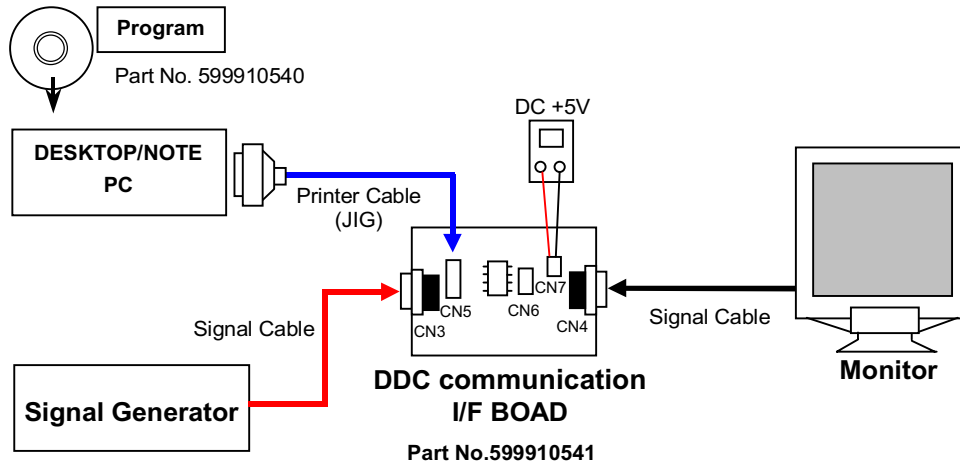 Program
Part No. 599910540
DESKTOP/NOTE
PC
Printer Cable
(JIG)
DC +5V
CN5
CN3
CN6
CN7
CN4
Signal Cable
Signal Cable
Signal Generator
DDC communication
I/F BOAD
Part No.599910541
Monitor